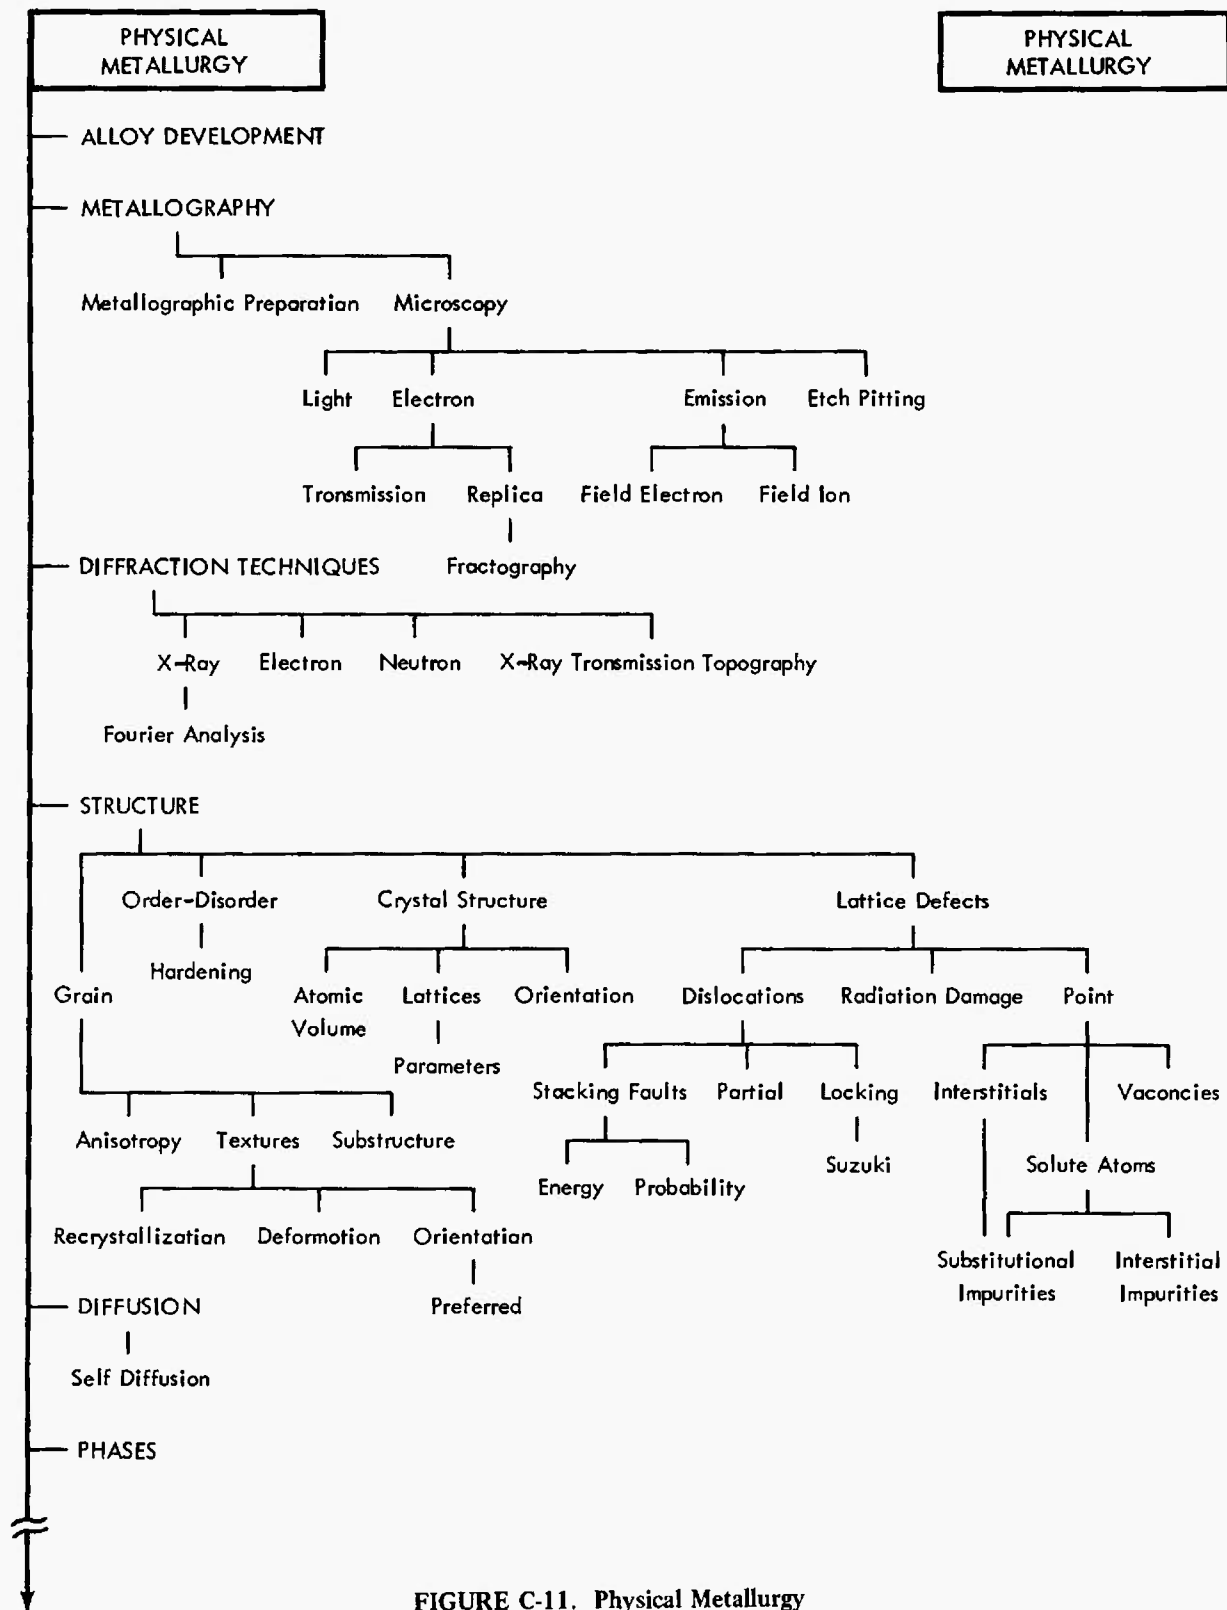 PHYSICAL
METALLURGY
PHYSICAL
METALLURGY
ALLOY DEVELOPMENT
METALLOGRAPHY
Metallographic Preparation Microscopy
Light Electron Emission Etch Pitting
Transmission Replica Field Electron Field Ion
DIFFRACTION TECHNIQUES Fractography
X-Ray Electron Neutron X-Ray Transmission Topography
Fourier Analysis
STRUCTURE
Order-Disorder Crystal Structure Lattice Defects
Hardening
Grain Atomic Lattices Orientation Dislocations Radiation Damage Point
Volume
Parameters
Stacking Faults Partial Locking Interstitials Vacancies
Anisotropy Textures Substructure
Suzuki Solute Atoms
Energy Probability
Recrystallization Deformation Orientation
Substitutional Interstitial
Impurities Impurities
DIFFUSION Preferred
Self Diffusion
PHASES
FIGURE C-11. Physical Metallurgy